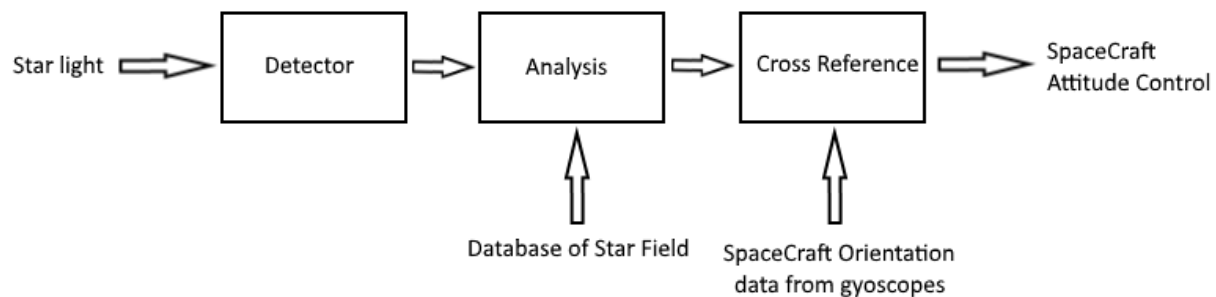 Star light
Detector
Analysis
Cross Reference
SpaceCraft
Attitude Control
Database of Star Field
SpaceCraft Orientation
data from gyoscopes